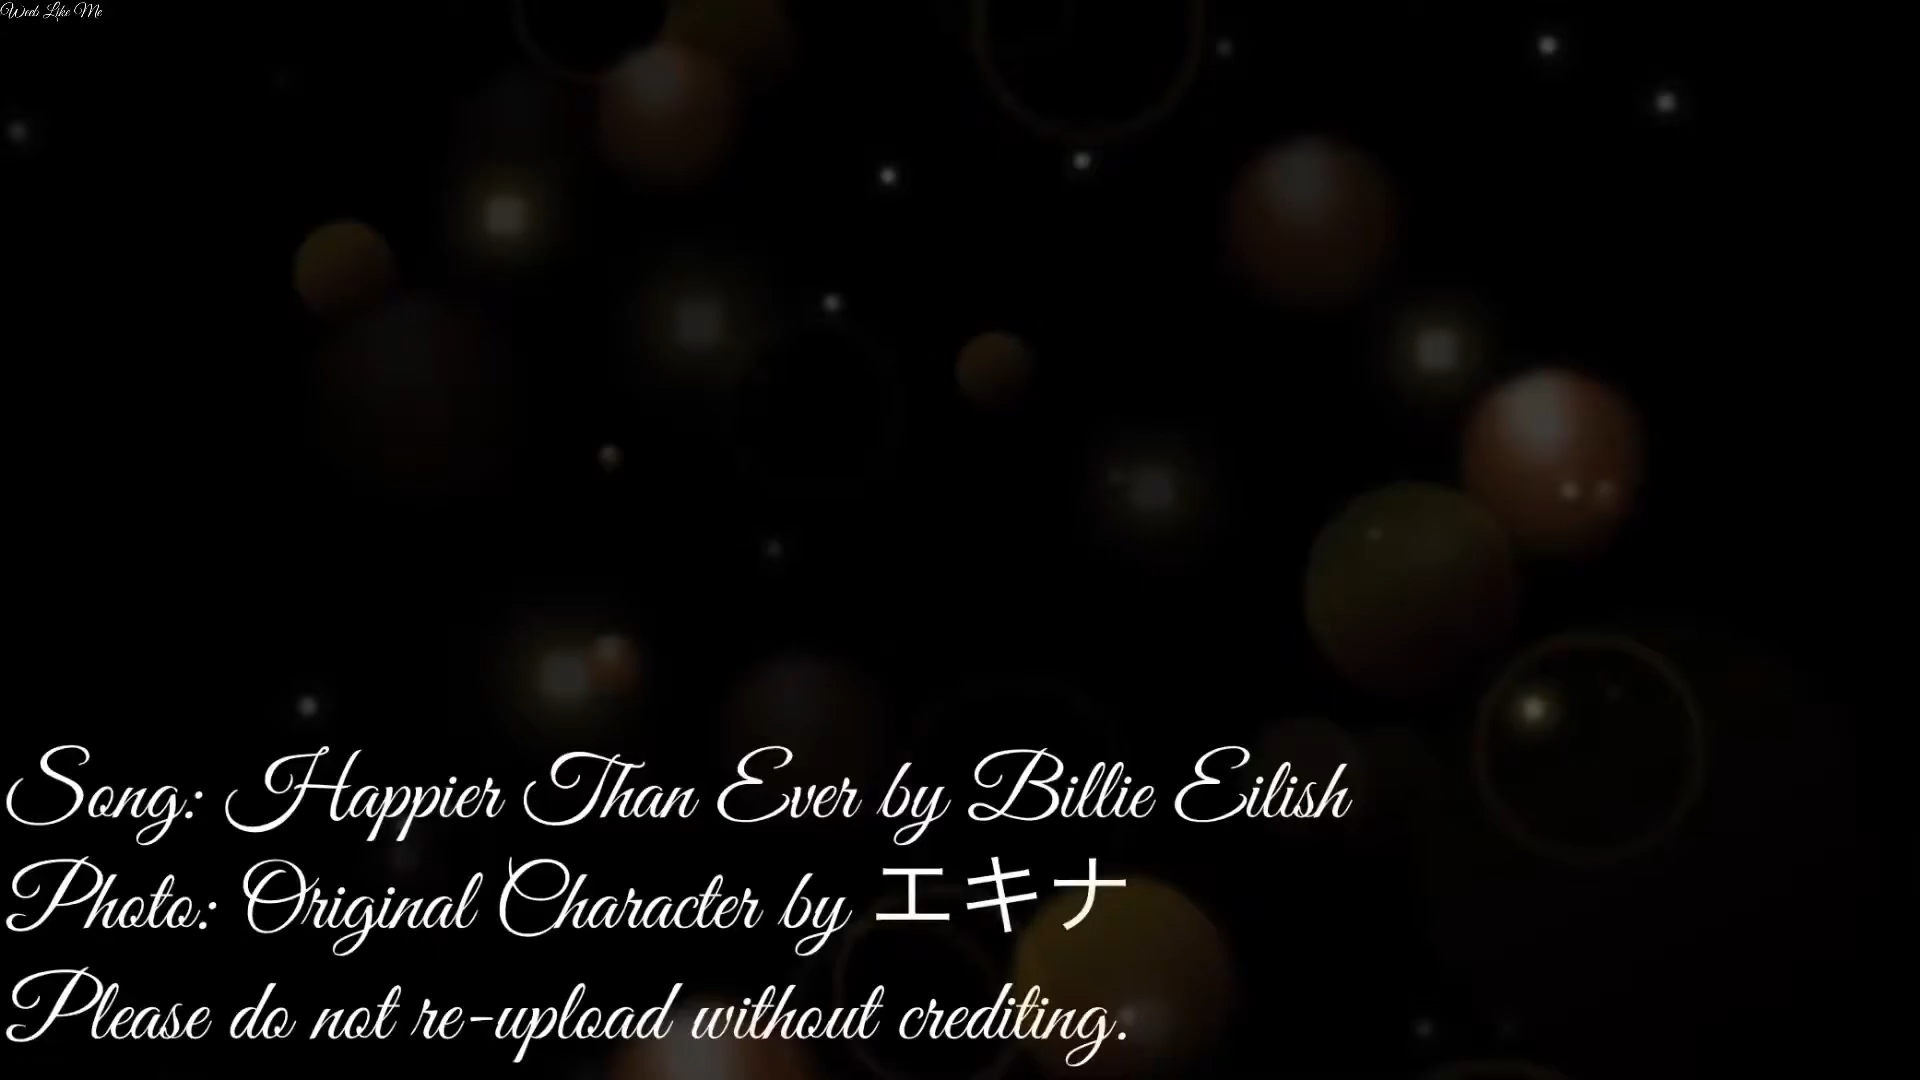 Weeb Like Me
Song: Happier Than Ever by Billie Eilish
Photo: Original Character by エキナ
Please do not re-upload without crediting.